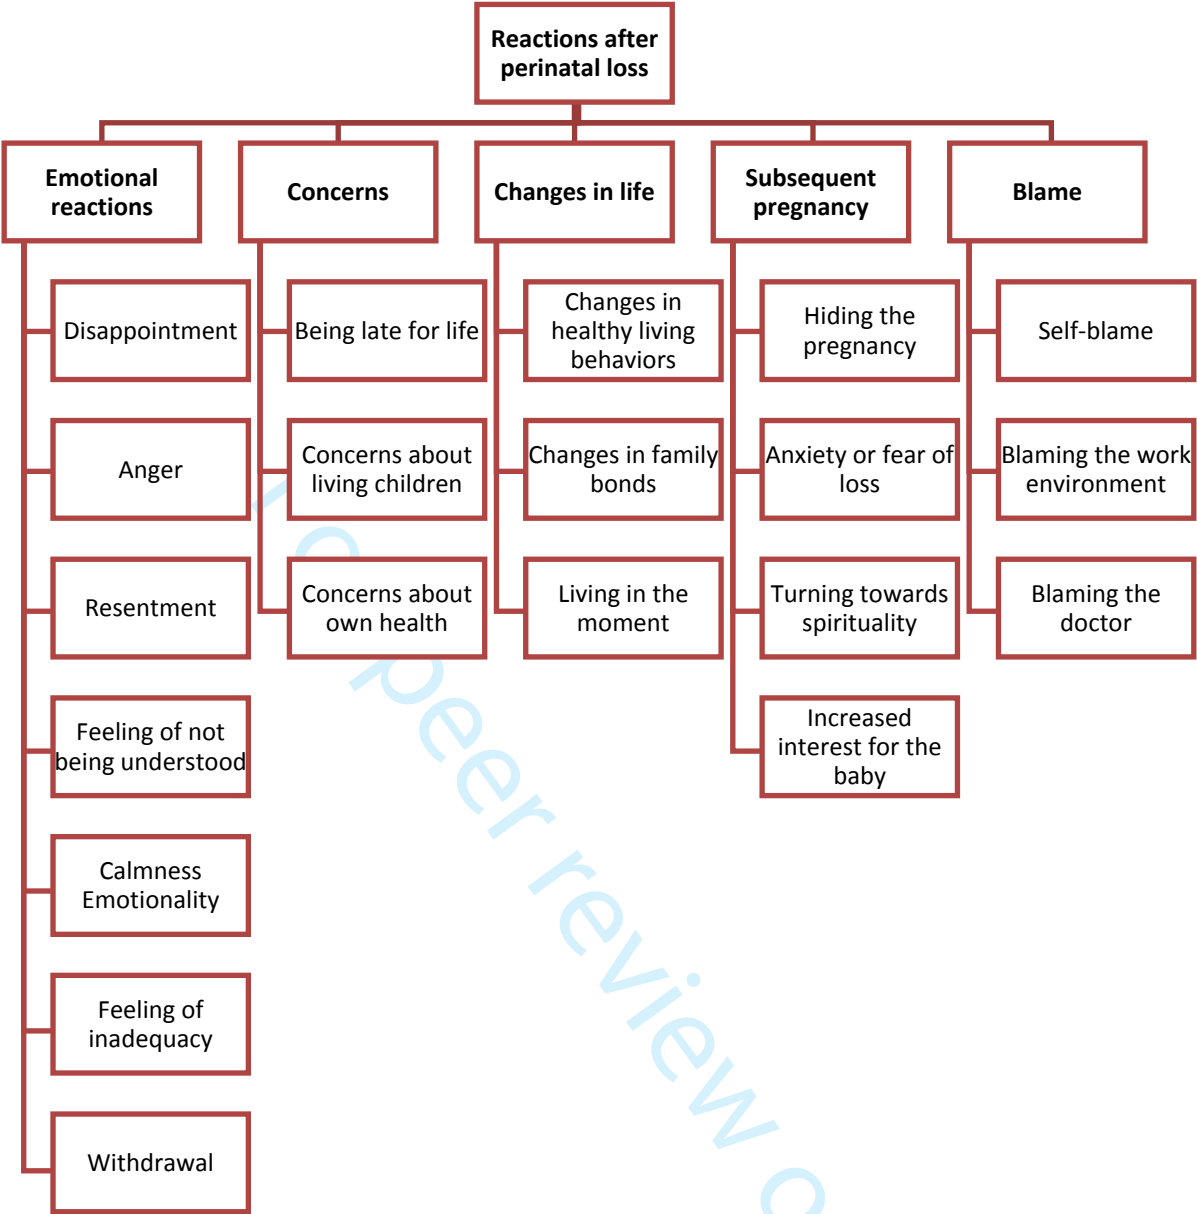 Reactions after
perinatal loss
Emotional
reactions
Disappointment
Anger
Resentment
Feeling of not
being understood
Calmness
Emotionality
Feeling of
inadequacy
Withdrawal
Concerns
Being late for life
Concerns about
living children
Concerns about
own health
Changes in life
Changes in
healthy living
behaviors
Changes in family
bonds
Living in the
moment
Subsequent
pregnancy
Hiding the
pregnancy
Anxiety or fear of
loss
Turning towards
spirituality
Increased
interest for the
baby
Blame
Self-blame
Blaming the work
environment
Blaming the
doctor
peer review